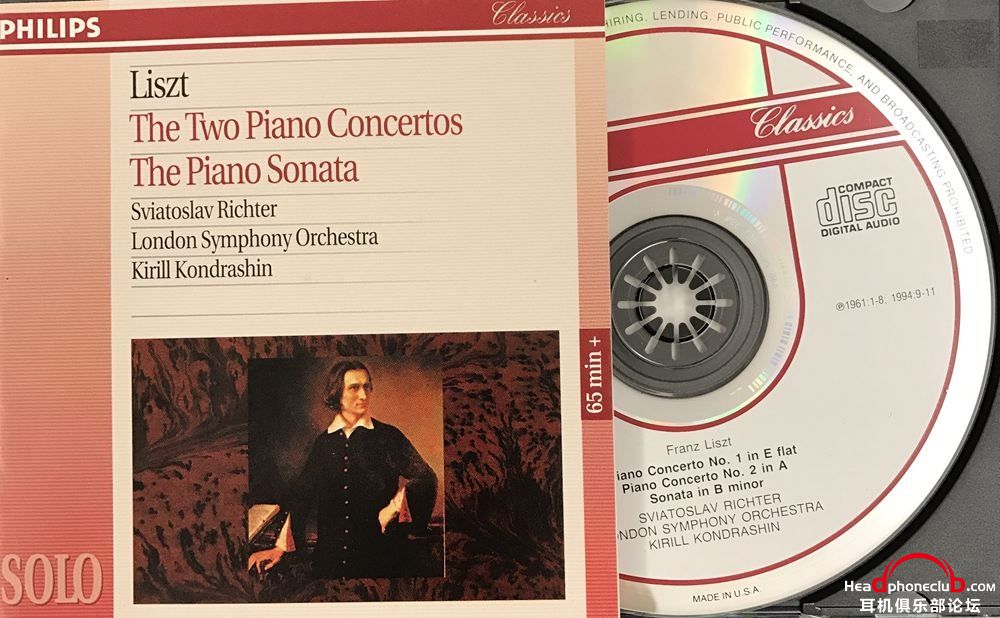 PHILIPS
Classics
Liszt
The Two Piano Concertos
The Piano Sonata
Sviatoslav Richter
London Symphony Orchestra
Kirill Kondrashin
65 min +
SOLO
HIRING, LENDING, PUBLIC PERFORMANCE, AND BROADCASTING PROHIBITED
Classics
COMPACT
disc
DIGITAL AUDIO
℗1961:1-8, 1994:9-11
Franz Liszt
iano Concerto No. 1 in E flat
Piano Concerto No. 2 in A
Sonata in B minor
SVIATOSLAV RICHTER
ONDON SYMPHONY ORCHESTRA
KIRILL KONDRASHIN
MADE IN U.S.A.
Headphoneclub.com
耳机俱乐部论坛